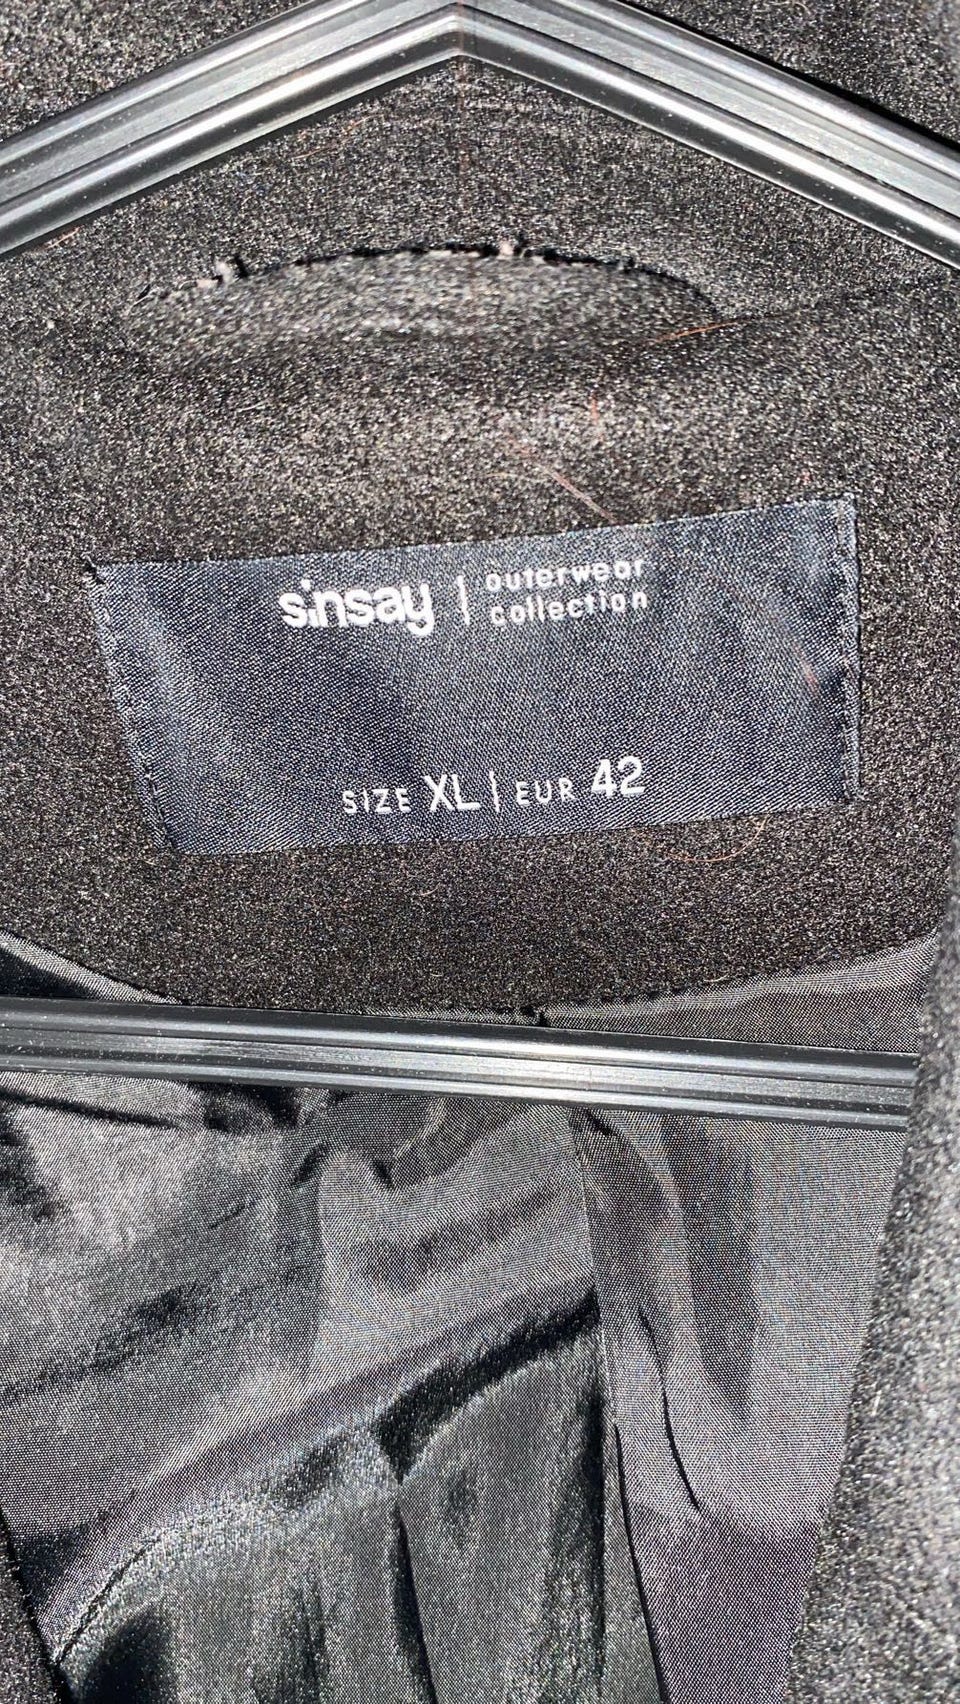 sinsay | outerwear
collection
SIZE XL | EUR 42